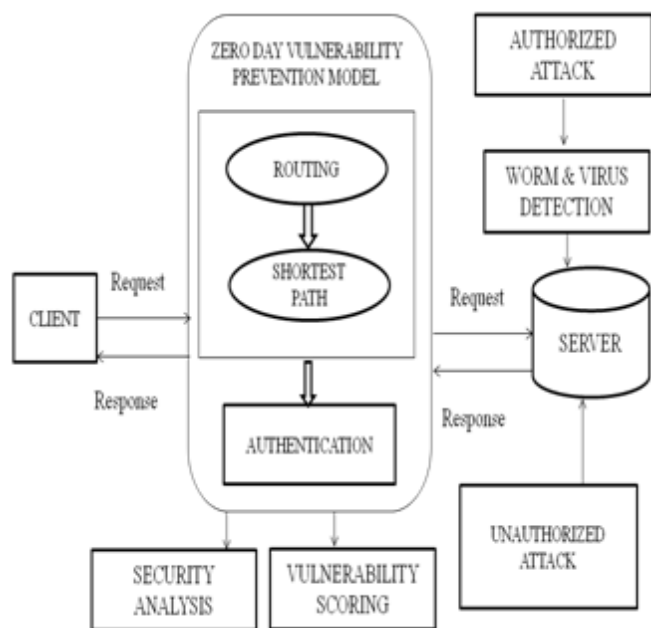 ZERO DAY VULNERABILITY
PREVENTION MODEL
ROUTING
SHORTEST
PATH
AUTHENTICATION
CLIENT
Request
Response
Request
Response
AUTHORIZED
ATTACK
WORM & VIRUS
DETECTION
SERVER
UNAUTHORIZED
ATTACK
SECURITY
ANALYSIS
VULNERABILITY
SCORING